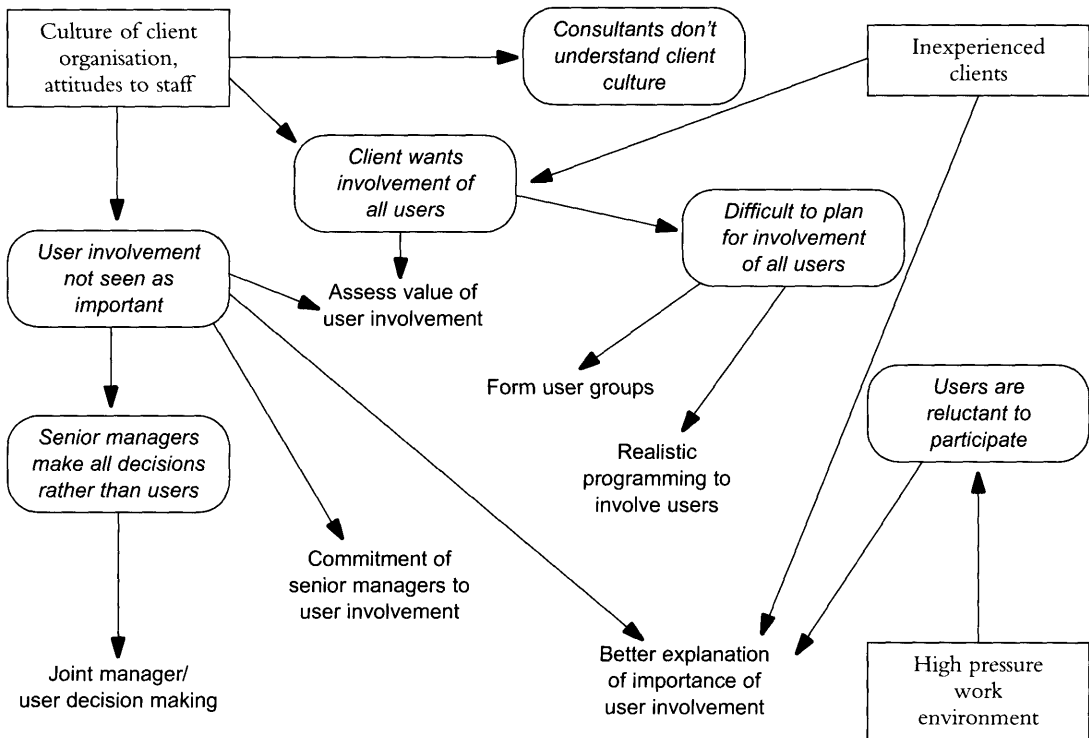 Culture of client
organisation,
attitudes to staff
Consultants don't
understand client
culture
Inexperienced
clients
Client wants
involvement of
all users
Difficult to plan
for involvement
of all users
User involvement
not seen as
important
Assess value of
user involvement
Form user groups
Users are
reluctant to
participate
Senior managers
make all decisions
rather than users
Realistic
programming to
involve users
Commitment of
senior managers to
user involvement
Joint manager/
user decision making
Better explanation
of importance of
user involvement
High pressure
work
environment